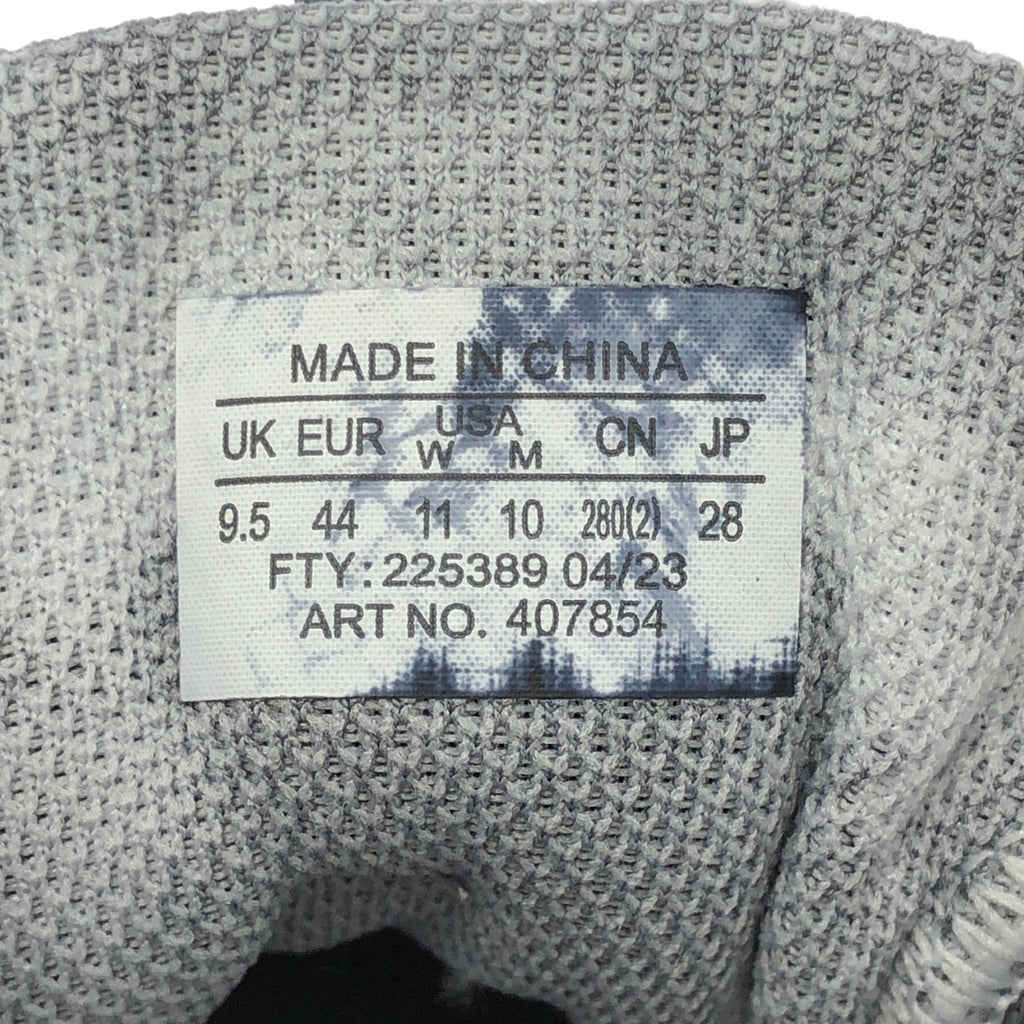 MADE IN CHINA
UK EUR USA W M CN JP
9.5 44 11 10 280(2) 28
FTY: 225389 04/23
ART NO. 407854